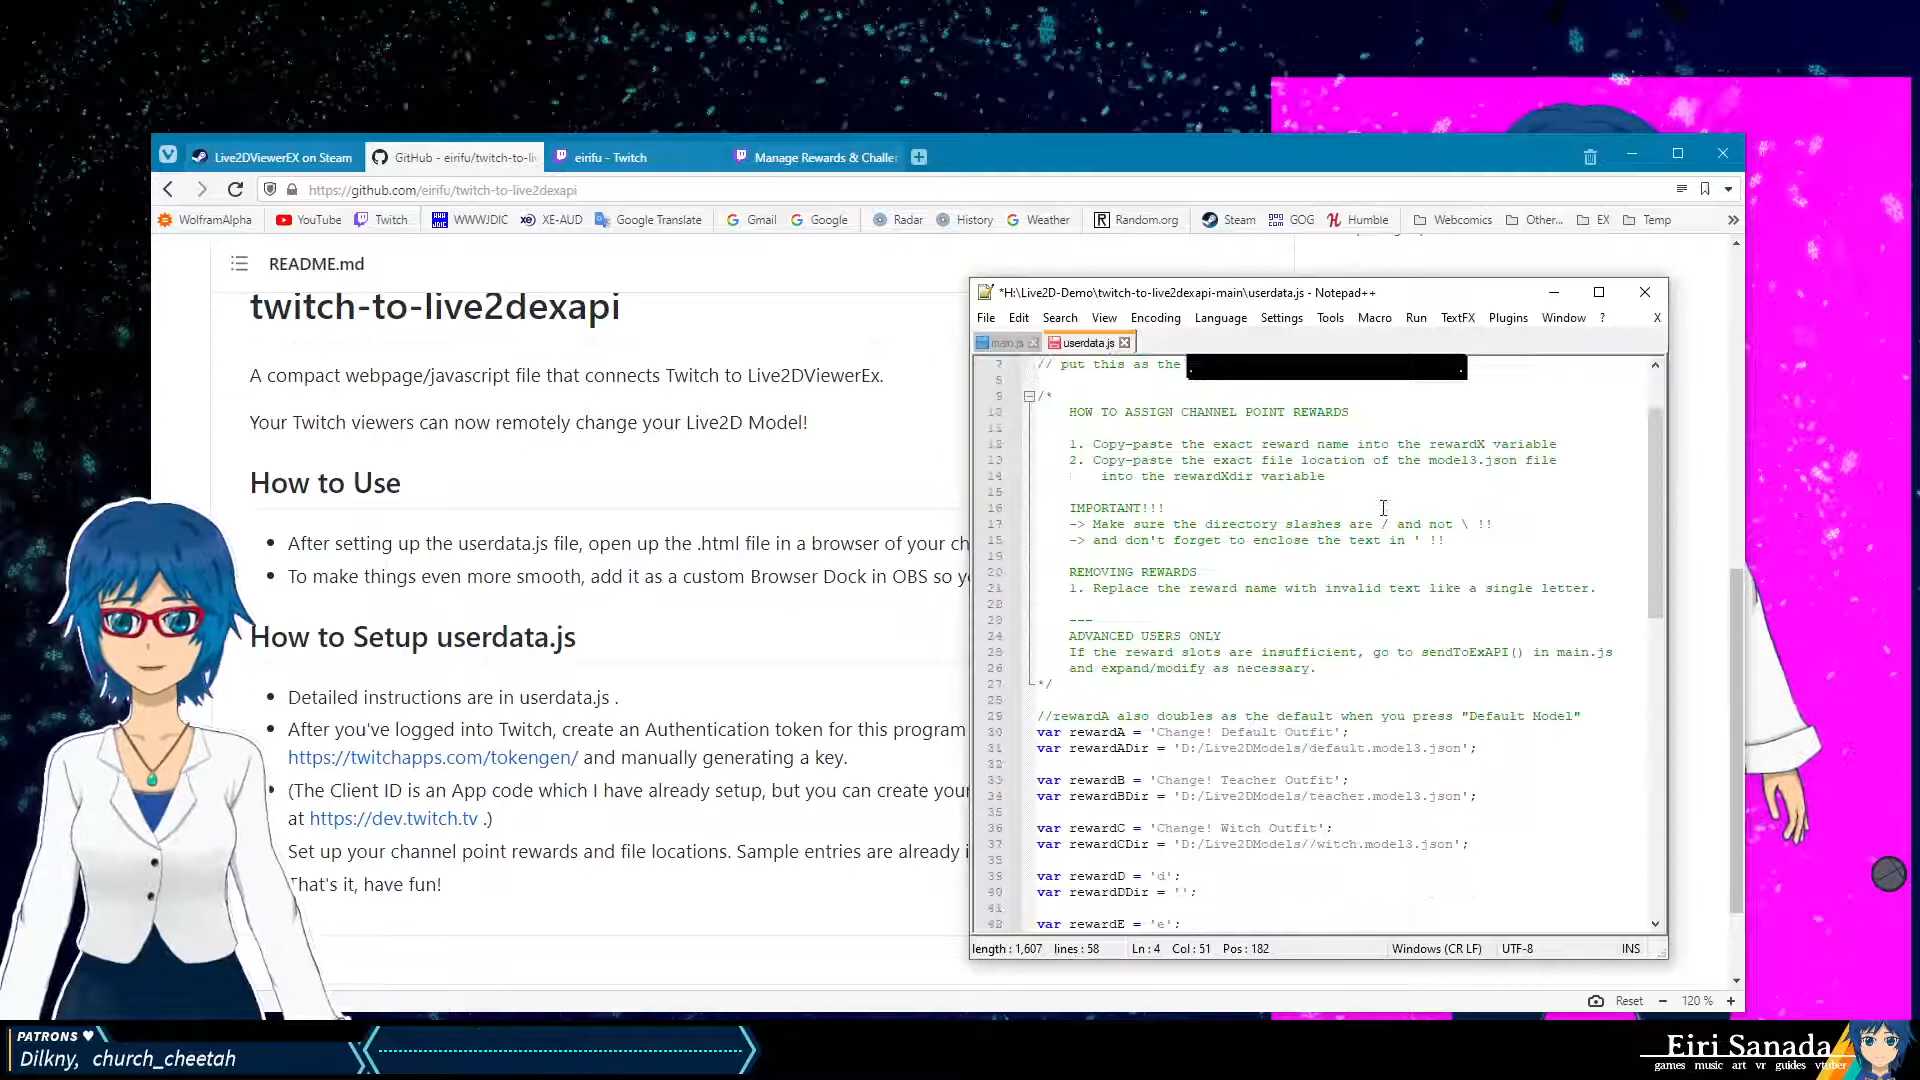 Live2DViewerEX on Steam
GitHub - eirifu/twitch-to-li
eirifu - Twitch
Manage Rewards & Challe
https://github.com/eirifu/twitch-to-live2dexapi
WolframAlpha
YouTube
Twitch
WWWJDIC
XE-AUD
Google Translate
Gmail
Google
Radar
History
Weather
Random.org
Steam
GOG
Humble
Webcomics
Other...
EX
Temp
README.md
twitch-to-live2dexapi
A compact webpage/javascript file that connects Twitch to Live2DViewerEx.
Your Twitch viewers can now remotely change your Live2D Model!
How to Use
After setting up the userdata.js file, open up the .html file in a browser of your ch
To make things even more smooth, add it as a custom Browser Dock in OBS so yo
How to Setup userdata.js
Detailed instructions are in userdata.js .
After you've logged into Twitch, create an Authentication token for this program
https://twitchapps.com/tokengen/ and manually generating a key.
(The Client ID is an App code which I have already setup, but you can create your
at https://dev.twitch.tv .)
Set up your channel point rewards and file locations. Sample entries are already i
That's it, have fun!
*H:\Live2D-Demo\twitch-to-live2dexapi-main\userdata.js - Notepad++
File Edit Search View Encoding Language Settings Tools Macro Run TextFX Plugins Window ? X
main.js
userdata.js
// put this as the
/*
HOW TO ASSIGN CHANNEL POINT REWARDS
1. Copy-paste the exact reward name into the rewardX variable
2. Copy-paste the exact file location of the model3.json file
into the rewardXdir variable
IMPORTANT!!!
-> Make sure the directory slashes are / and not \ !!
-> and don't forget to enclose the text in ' !!
REMOVING REWARDS
1. Replace the reward name with invalid text like a single letter.
---
ADVANCED USERS ONLY
If the reward slots are insufficient, go to sendToExAPI() in main.js
and expand/modify as necessary.
*/
//rewardA also doubles as the default when you press "Default Model"
var rewardA = 'Change! Default Outfit';
var rewardADir = 'D:/Live2DModels/default.model3.json';
var rewardB = 'Change! Teacher Outfit';
var rewardBDir = 'D:/Live2DModels/teacher.model3.json';
var rewardC = 'Change! Witch Outfit';
var rewardCDir = 'D:/Live2DModels//witch.model3.json';
var rewardD = 'd';
var rewardDDir = '';
var rewardE = 'e';
length : 1,607 lines : 58 Ln : 4 Col : 51 Pos : 182 Windows (CR LF) UTF-8 INS
Reset
120 %
PATRONS ♥
Dilkny, church_cheetah
Eiri Sanada
games music art vr guides vtuber